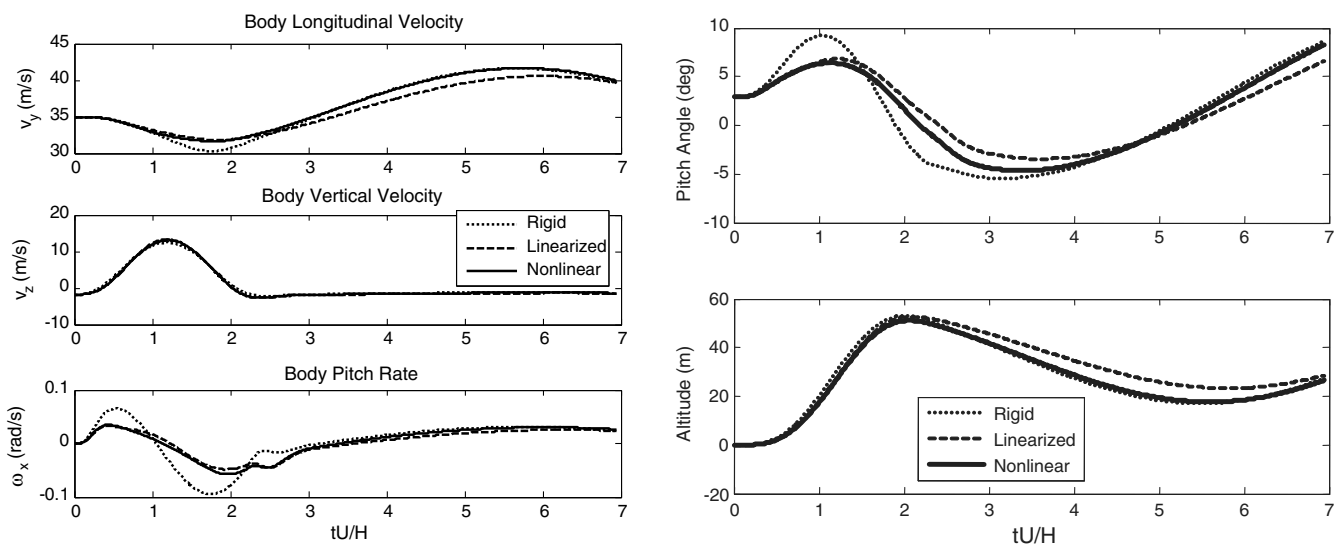 Body Longitudinal Velocity
45
40
35
30
v_y (m/s)
0 1 2 3 4 5 6 7
Body Vertical Velocity
20
10
0
-10
v_z (m/s)
Rigid
Linearized
Nonlinear
0 1 2 3 4 5 6 7
Body Pitch Rate
0.1
0.0
-0.1
ω_x (rad/s)
0 1 2 3 4 5 6 7
tU/H
10
5
0
-5
-10
Pitch Angle (deg)
0 1 2 3 4 5 6 7
60
40
20
0
-20
Altitude (m)
Rigid
Linearized
Nonlinear
0 1 2 3 4 5 6 7
tU/H